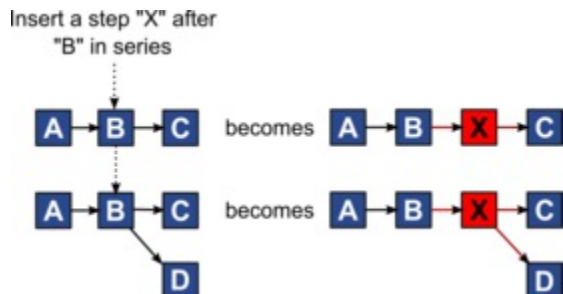 Insert a step "X" after
"B" in series
A B C becomes A B X C
A B C becomes A B X C
D D